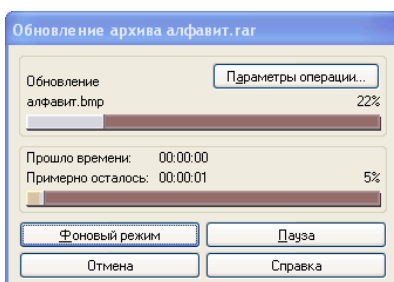 Обновление архива алфавит.rar
Обновление
Параметры операции...
алфавит.bmp 22%
Прошло времени: 00:00:00
Примерно осталось: 00:00:01 5%
Фоновый режим Пауза
Отмена Справка